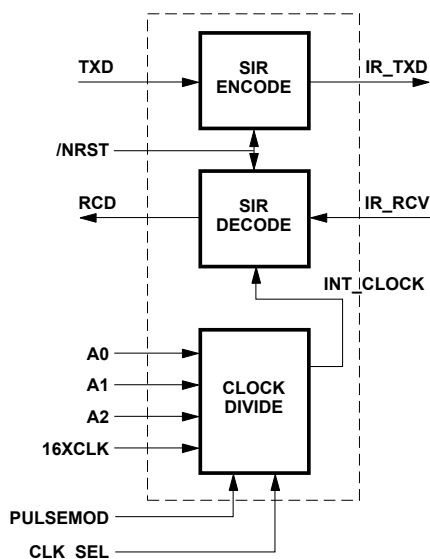 TXD
SIR
ENCODE
IR_TXD
/NRST
RCD
SIR
DECODE
IR_RCV
INT_CLOCK
A0
A1
A2
16XCLK
CLOCK
DIVIDE
PULSEMOD
CLK_SEL